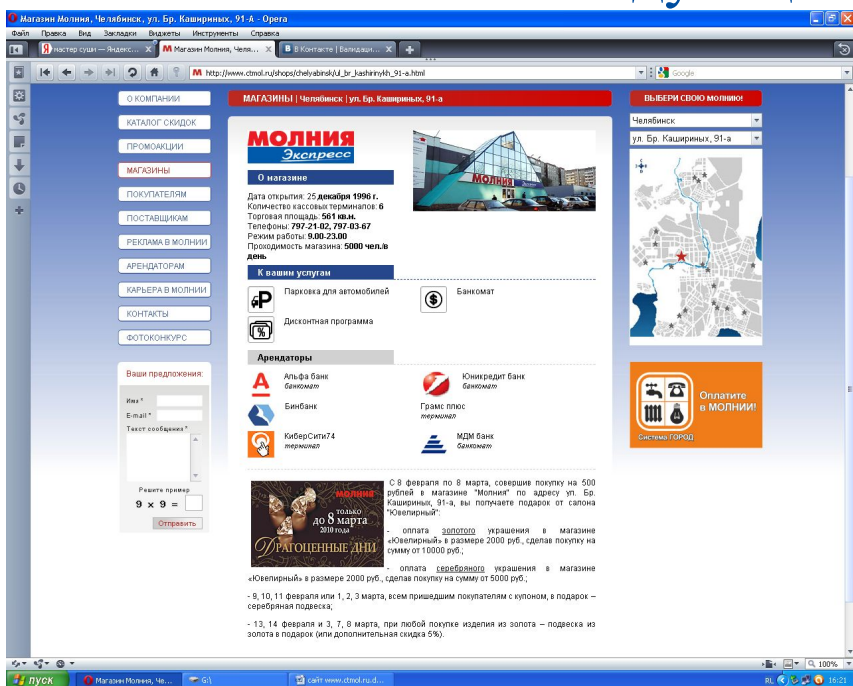 Магазин Молния, Челябинск, ул. Бр. Кашириных, 91-А - Opera
Файл Правка Вид Закладки Виджеты Инструменты Справка
мастер суши — Яндекс...
Магазин Молния, Челя...
В Контакте | Валидаци...
http://www.ctmol.ru/shops/chelyabinsk/ul_br_kashirinykh_91-a.html
Google
О КОМПАНИИ
КАТАЛОГ СКИДОК
ПРОМОАКЦИИ
МАГАЗИНЫ
ПОКУПАТЕЛЯМ
ПОСТАВЩИКАМ
РЕКЛАМА В МОЛНИИ
АРЕНДАТОРАМ
КАРЬЕРА В МОЛНИИ
КОНТАКТЫ
ФОТОКОНКУРС
Ваши предложения:
Имя *
E-mail *
Текст сообщения *
Решите пример
9 × 9 =
Отправить
МАГАЗИНЫ | Челябинск | ул. Бр. Кашириных, 91-а
МОЛНИЯ
Экспресс
МОЛНИЯ
О магазине
Дата открытия: 25 декабря 1996 г.
Количество кассовых терминалов: 6
Торговая площадь: 561 кв.м.
Телефоны: 797-21-02, 797-03-67
Режим работы: 9.00-23.00
Проходимость магазина: 5000 чел./в
день
К вашим услугам
Парковка для автомобилей
Банкомат
Дисконтная программа
Арендаторы
Альфа банк
банкомат
Юникредит банк
банкомат
Бинбанк
Грамс плюс
терминал
КиберСити74
терминал
МДМ банк
банкомат
МОЛНИЯ
ТОЛЬКО
до 8 марта
2010 года
ДРАГОЦЕННЫЕ ДНИ
С 8 февраля по 8 марта, совершив покупку на 500
рублей в магазине "Молния" по адресу ул. Бр.
Кашириных, 91-а, вы получаете подарок от салона
"Ювелирный":
- оплата золотого украшения в магазине
«Ювелирный» в размере 2000 руб., сделав покупку на
сумму от 10000 руб.;
- оплата серебряного украшения в магазине
«Ювелирный» в размере 2000 руб., сделав покупку на сумму от 5000 руб.;
- 9, 10, 11 февраля или 1, 2, 3 марта, всем пришедшим покупателям с купоном, в подарок –
серебряная подвеска;
- 13, 14 февраля и 3, 7, 8 марта, при любой покупке изделия из золота – подвеска из
золота в подарок (или дополнительная скидка 5%).
ВЫБЕРИ СВОЮ МОЛНИЮ!
Челябинск
ул. Бр. Кашириных, 91-а
Оплатите
в МОЛНИИ!
Система ГОРОД
100%
пуск
Магазин Молния, Че...
G:\
сайт www.ctmol.ru.d...
RL
16:21